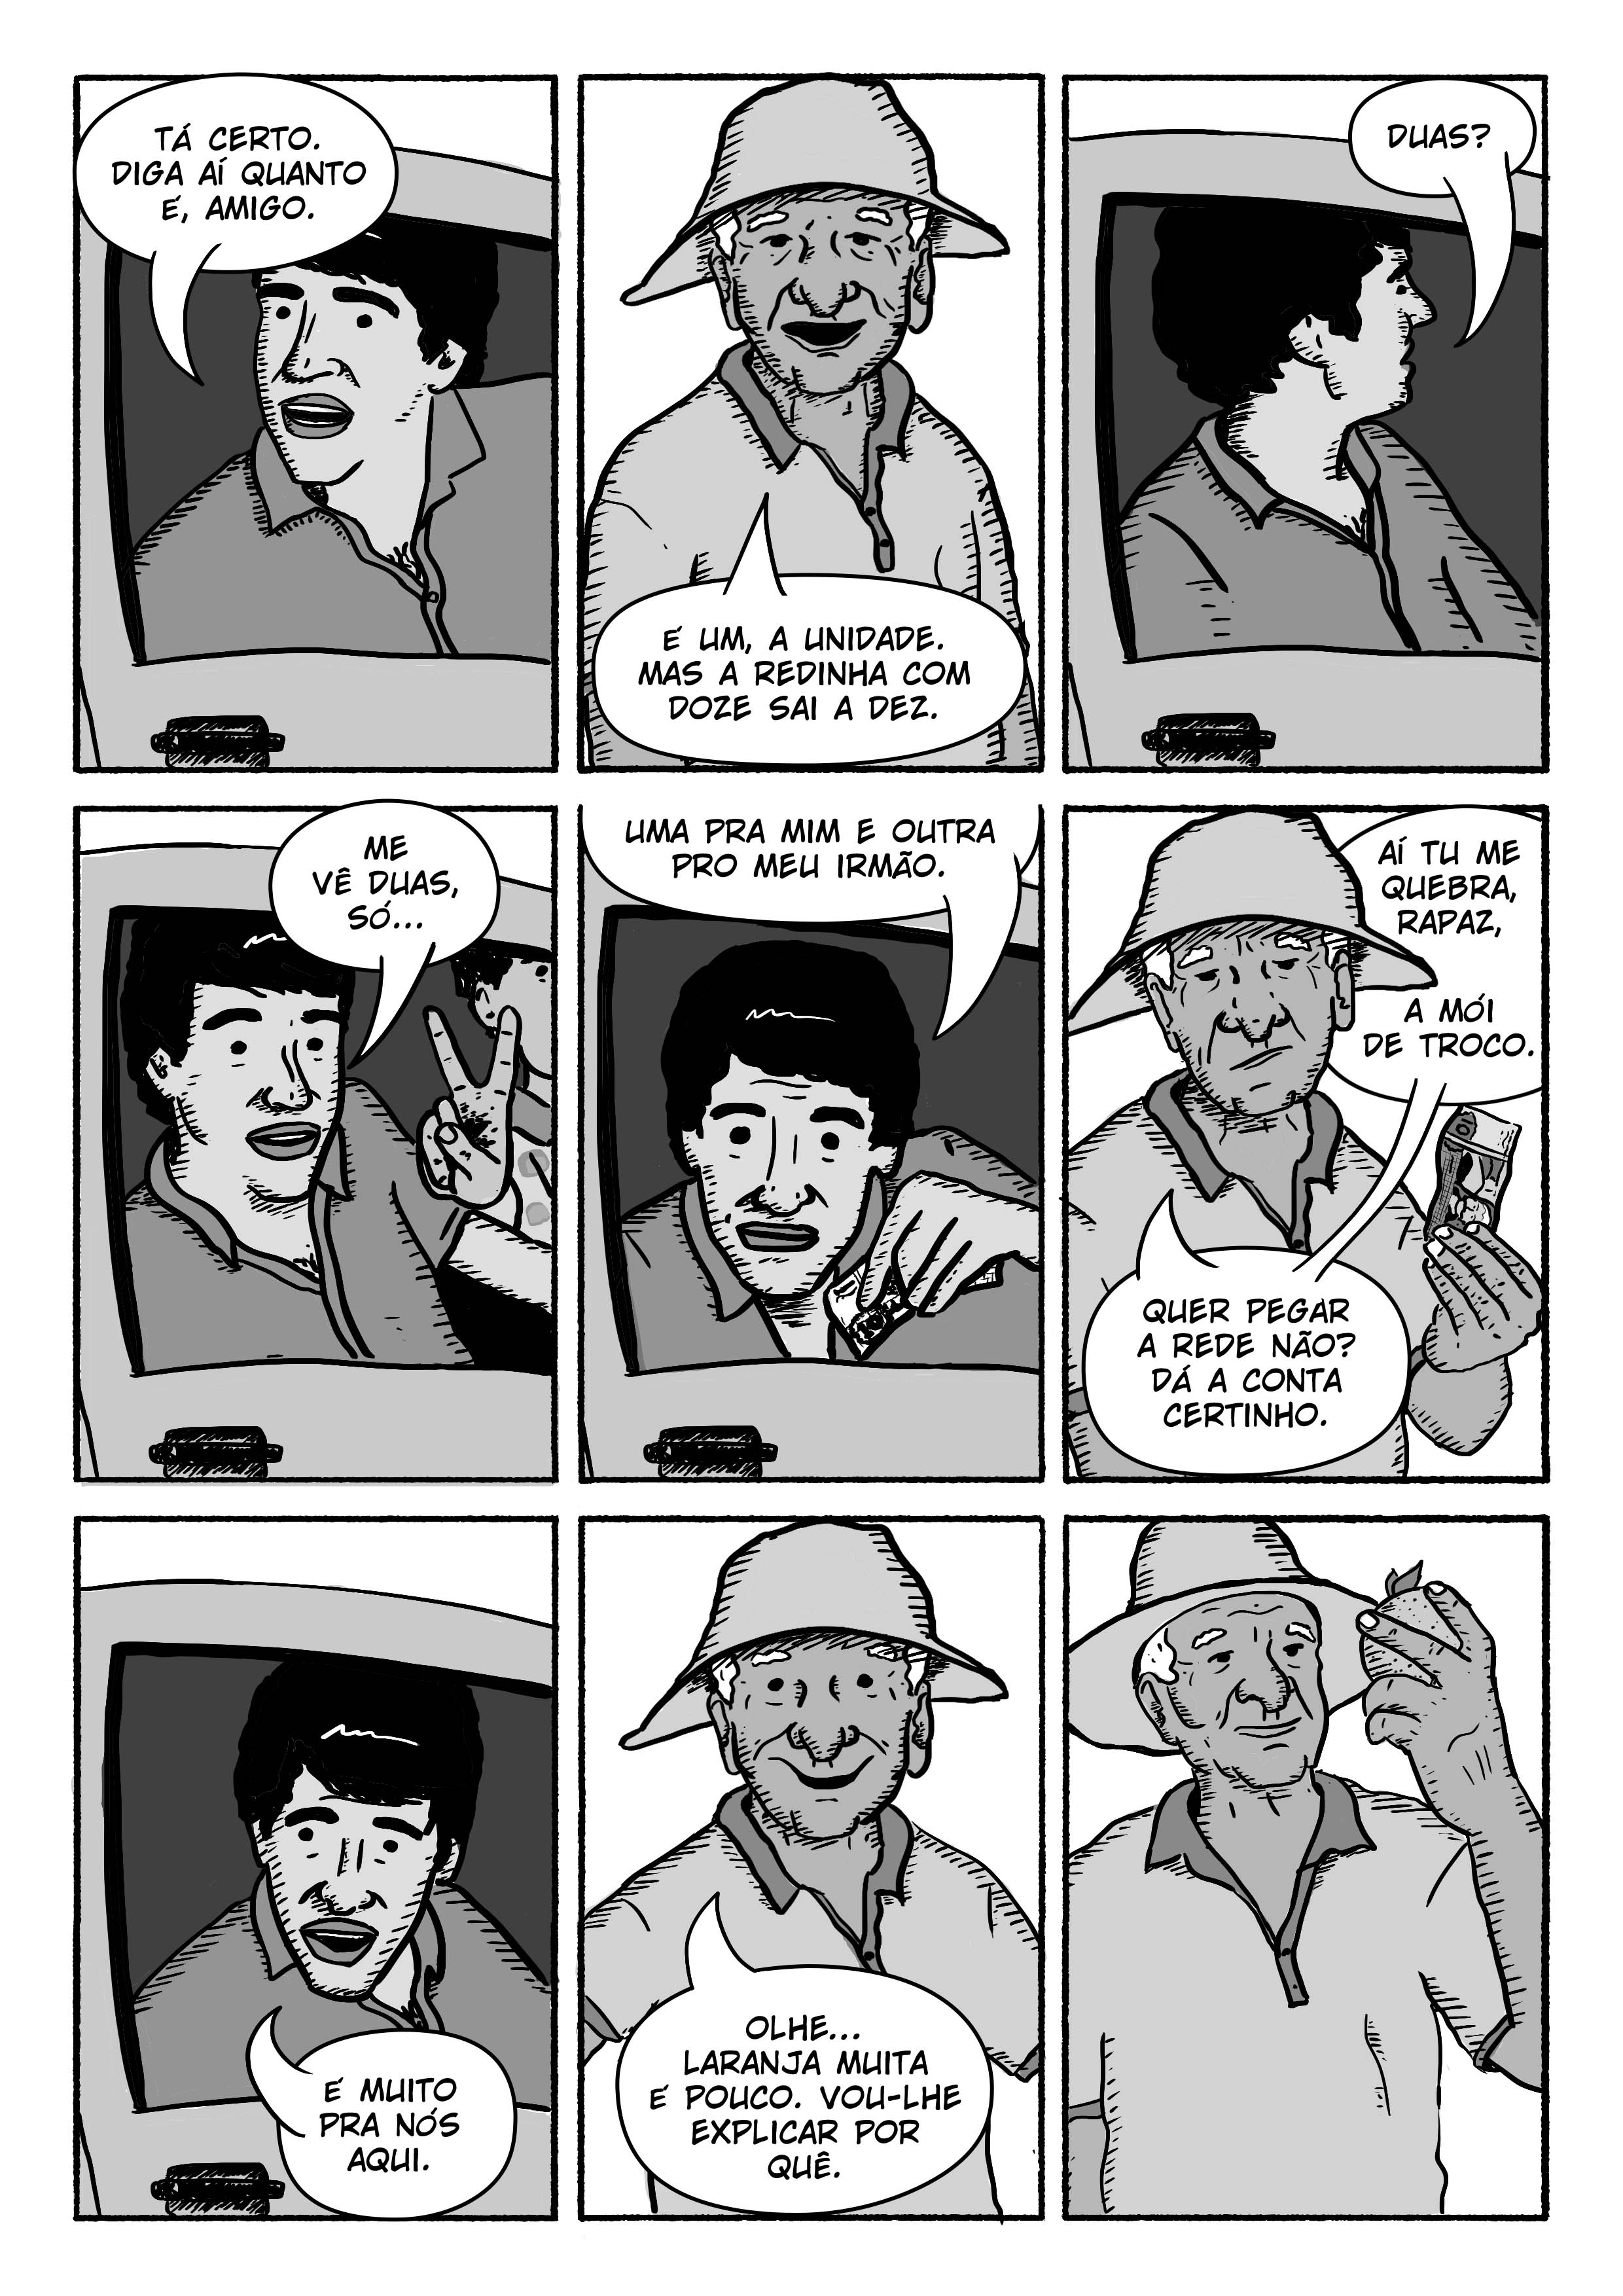 TÁ CERTO.
DIGA AÍ QUANTO
É, AMIGO.
É UM, A UNIDADE.
MAS A REDINHA COM
DOZE SAI A DEZ.
DUAS?
ME
VÊ DUAS,
SÓ...
UMA PRA MIM E OUTRA
PRO MEU IRMÃO.
10
AÍ TU ME
QUEBRA,
RAPAZ,
A MÓI
DE TROCO.
10
QUER PEGAR
A REDE NÃO?
DÁ A CONTA
CERTINHO.
É MUITO
PRA NÓS
AQUI.
OLHE...
LARANJA MUITA
É POUCO. VOU-LHE
EXPLICAR POR
QUÊ.